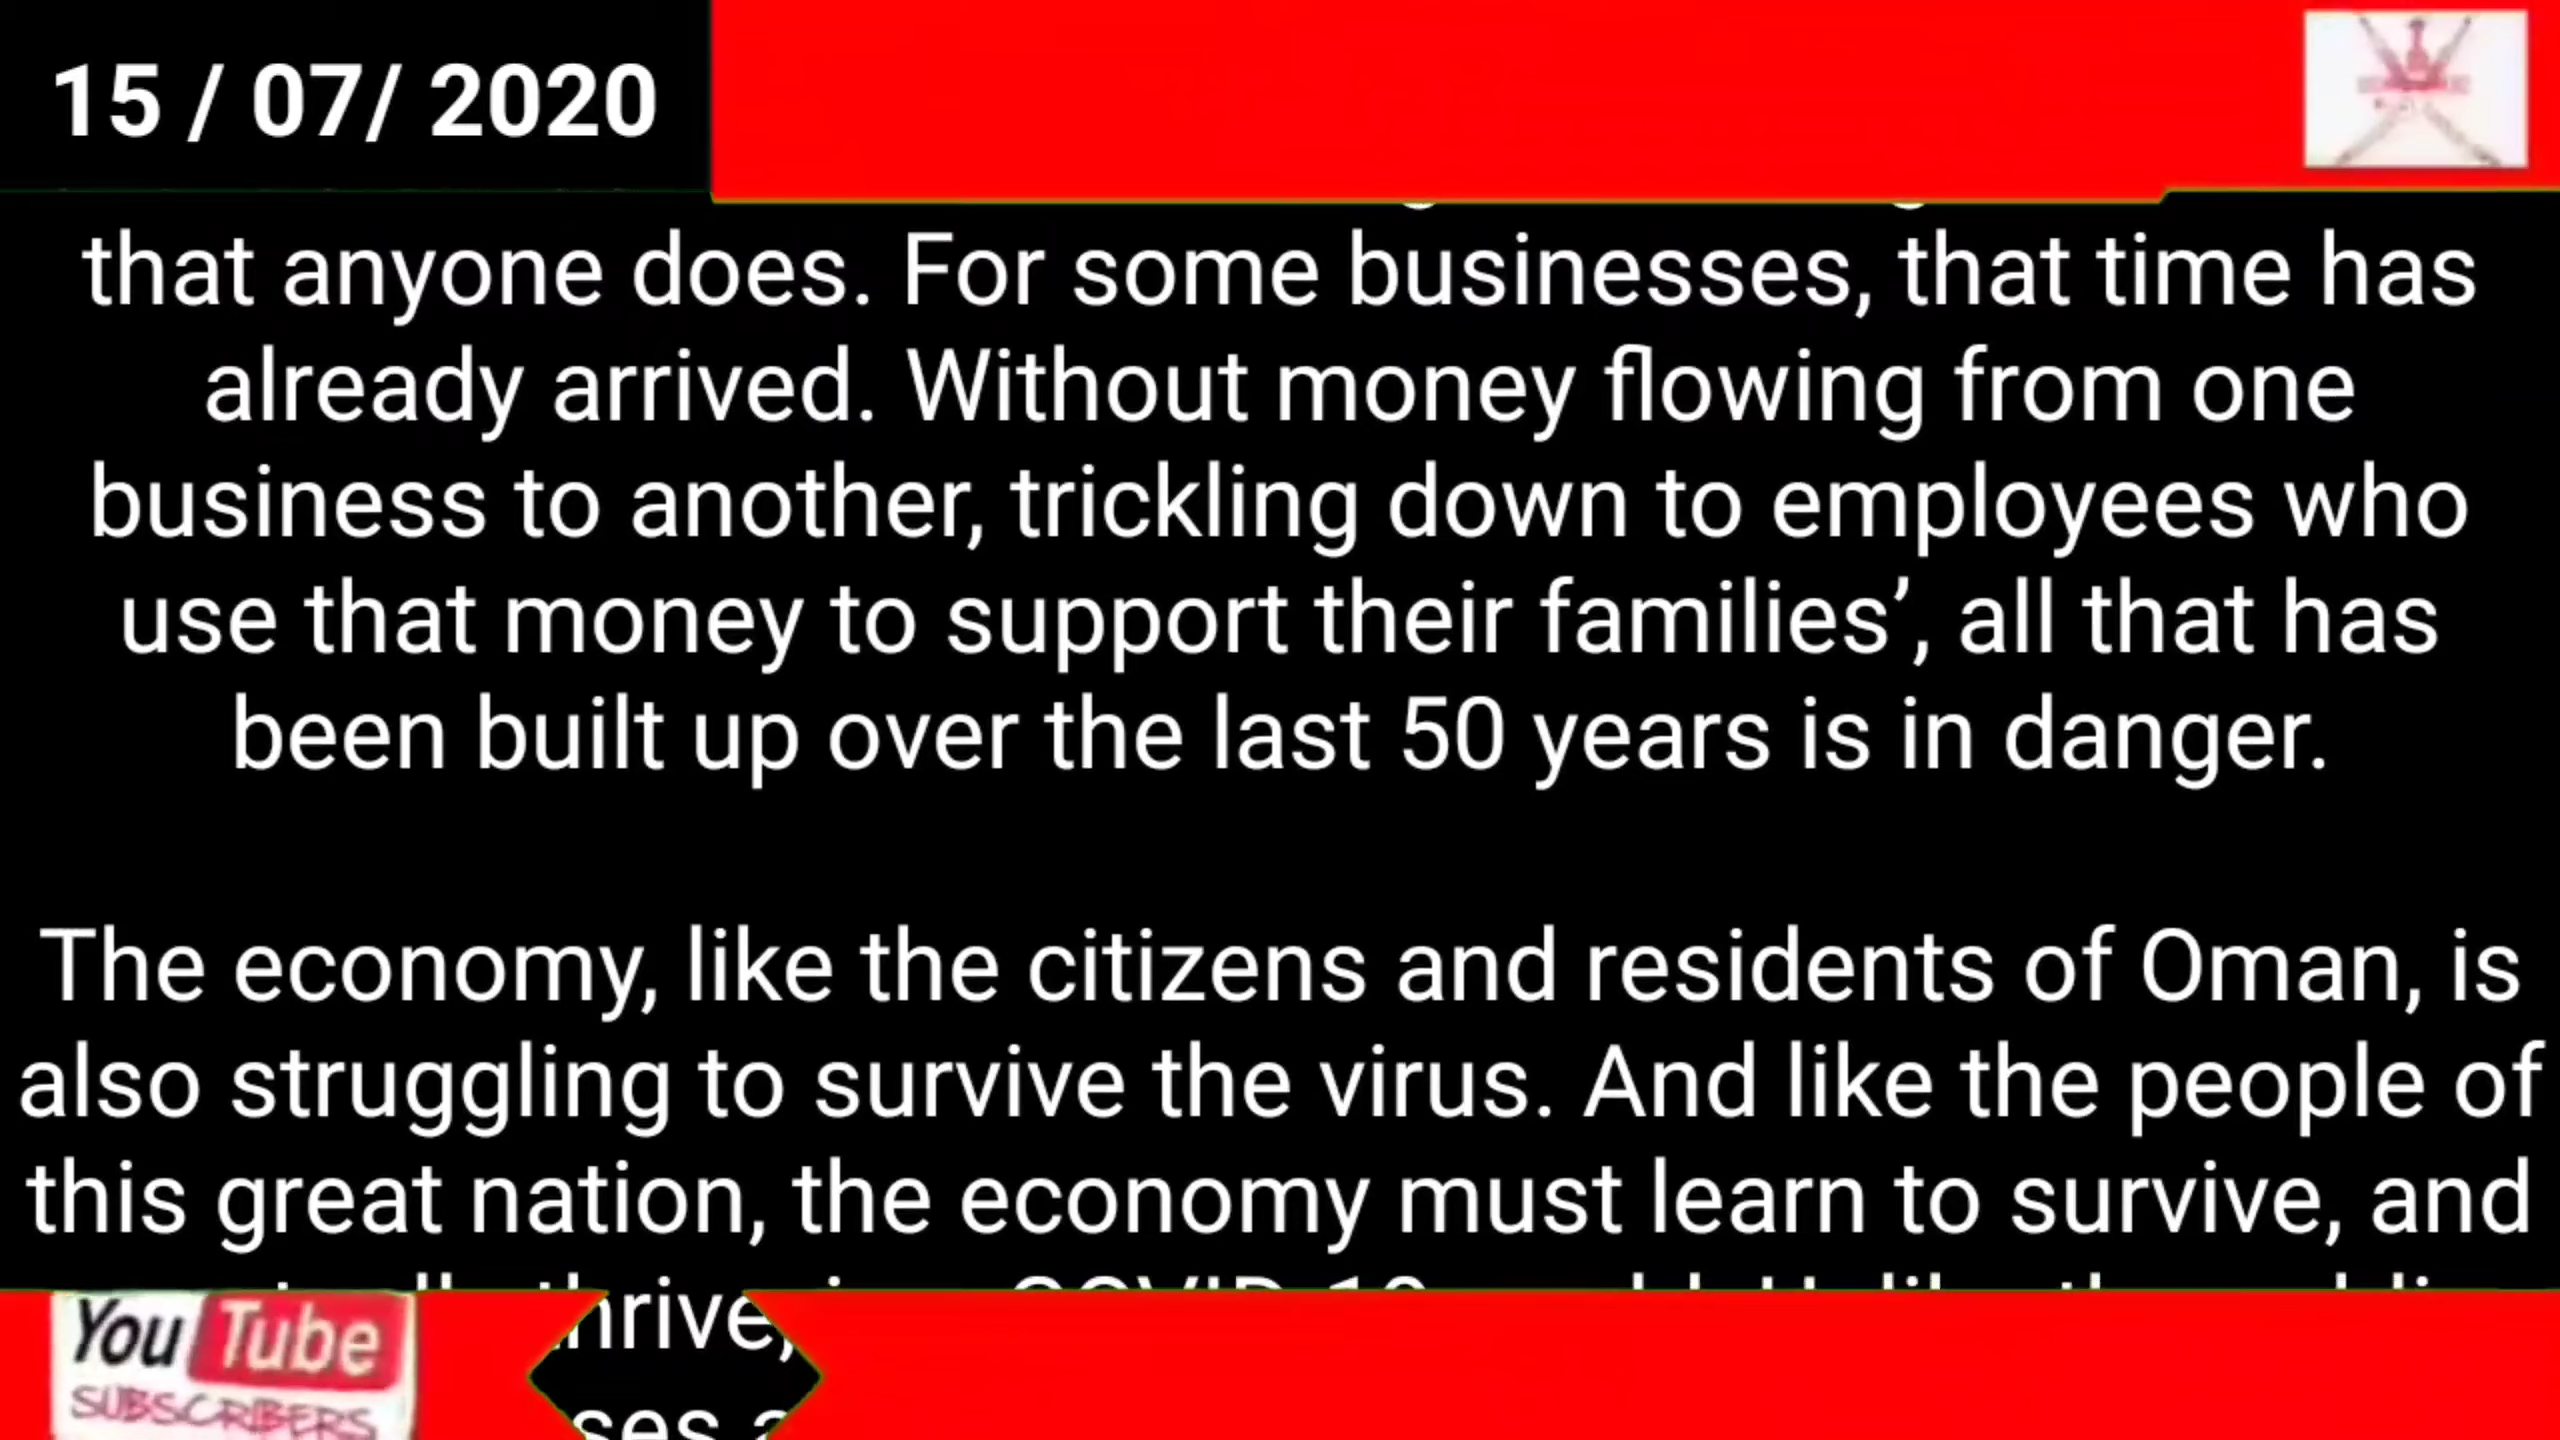 15 / 07/ 2020
that anyone does. For some businesses, that time has
already arrived. Without money flowing from one
business to another, trickling down to employees who
use that money to support their families’, all that has
been built up over the last 50 years is in danger.
The economy, like the citizens and residents of Oman, is
also struggling to survive the virus. And like the people of
this great nation, the economy must learn to survive, and
thrive,
You Tube
SUBSCRIBERS